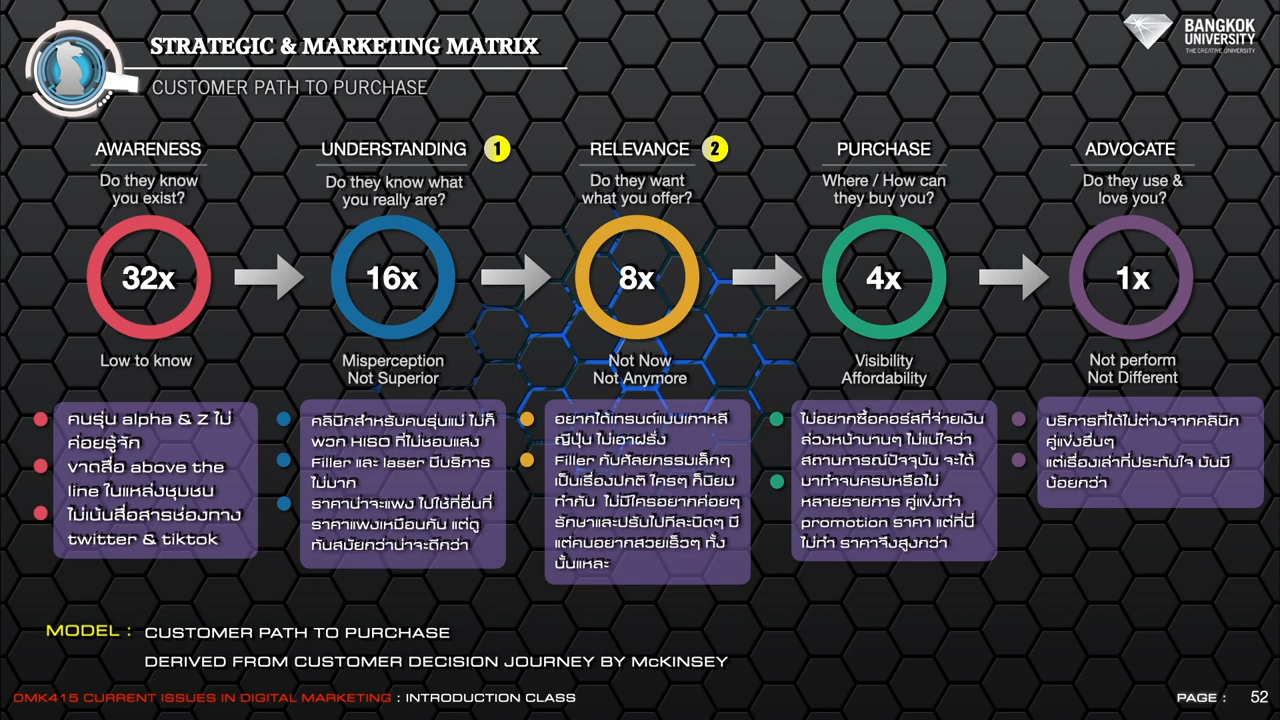 STRATEGIC & MARKETING MATRIX
CUSTOMER PATH TO PURCHASE
BANGKOK
UNIVERSITY
THE CREATIVE UNIVERSITY
AWARENESS
Do they know
you exist?
32x
Low to know
คนรุ่น alpha & Z ไม่
ค่อยรู้จัก
ขาดสื่อ above the
line ในแหล่งชุมชน
ไม่เน้นสื่อสารช่องทาง
twitter & tiktok
UNDERSTANDING
1
Do they know what
you really are?
16x
Misperception
Not Superior
คลินิกสำหรับคนรุ่นแม่ ไม่ก็
พวก HISO ที่ไม่ชอบแสง
Filler และ laser มีบริการ
ไม่มาก
ราคาน่าจะแพง ไปใช้ที่อื่นที่
ราคาแพงเหมือนกัน แต่ดู
ทันสมัยกว่าน่าจะดีกว่า
RELEVANCE
2
Do they want
what you offer?
8x
Not Now
Not Anymore
อยากได้เทรนด์แบบเกาหลี
ญี่ปุ่น ไม่เอาฝรั่ง
Filler กับศัลยกรรมเล็กๆ
เป็นเรื่องปกติ ใครๆ ก็นิยม
ทำกัน ไม่มีใครอยากค่อยๆ
รักษาและปรับไปทีละนิดๆ มี
แต่คนอยากสวยเร็วๆ ทั้ง
นั้นแหละ
PURCHASE
Where / How can
they buy you?
4x
Visibility
Affordability
ไม่อยากซื้อคอร์สที่จ่ายเงิน
ล่วงหน้านานๆ ไม่แน่ใจว่า
สถานการณ์ปัจจุบัน จะได้
มาทำจนครบหรือไม่
หลายรายการ คู่แข่งทำ
promotion ราคา แต่ที่นี่
ไม่ทำ ราคาจึงสูงกว่า
ADVOCATE
Do they use &
love you?
1x
Not perform
Not Different
บริการที่ได้ไม่ต่างจากคลินิก
คู่แข่งอื่นๆ
แต่เรื่องเล่าที่ประทับใจ มันมี
น้อยกว่า
MODEL : CUSTOMER PATH TO PURCHASE
DERIVED FROM CUSTOMER DECISION JOURNEY BY McKINSEY
DMK415 CURRENT ISSUES IN DIGITAL MARKETING : INTRODUCTION CLASS
PAGE : 52